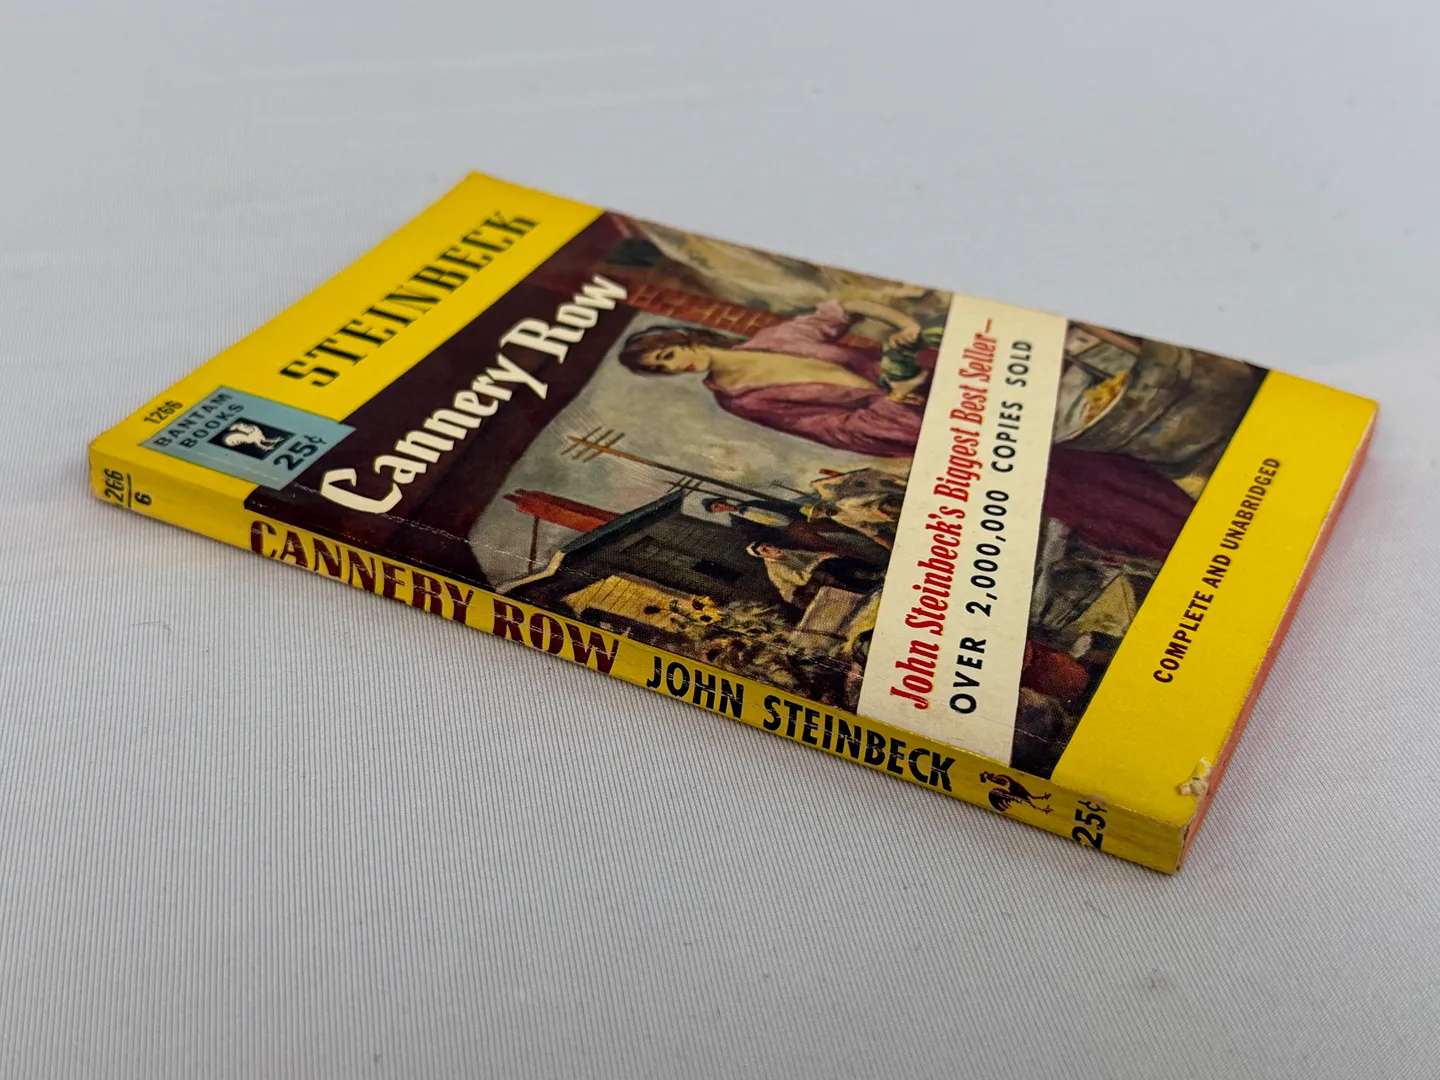 STEINBECK
1266
BANTAM
BOOKS
25¢
Cannery Row
John Steinbeck's Biggest Best Seller—
OVER 2,000,000 COPIES SOLD
COMPLETE AND UNABRIDGED
266
6
CANNERY ROW
JOHN STEINBECK
25¢